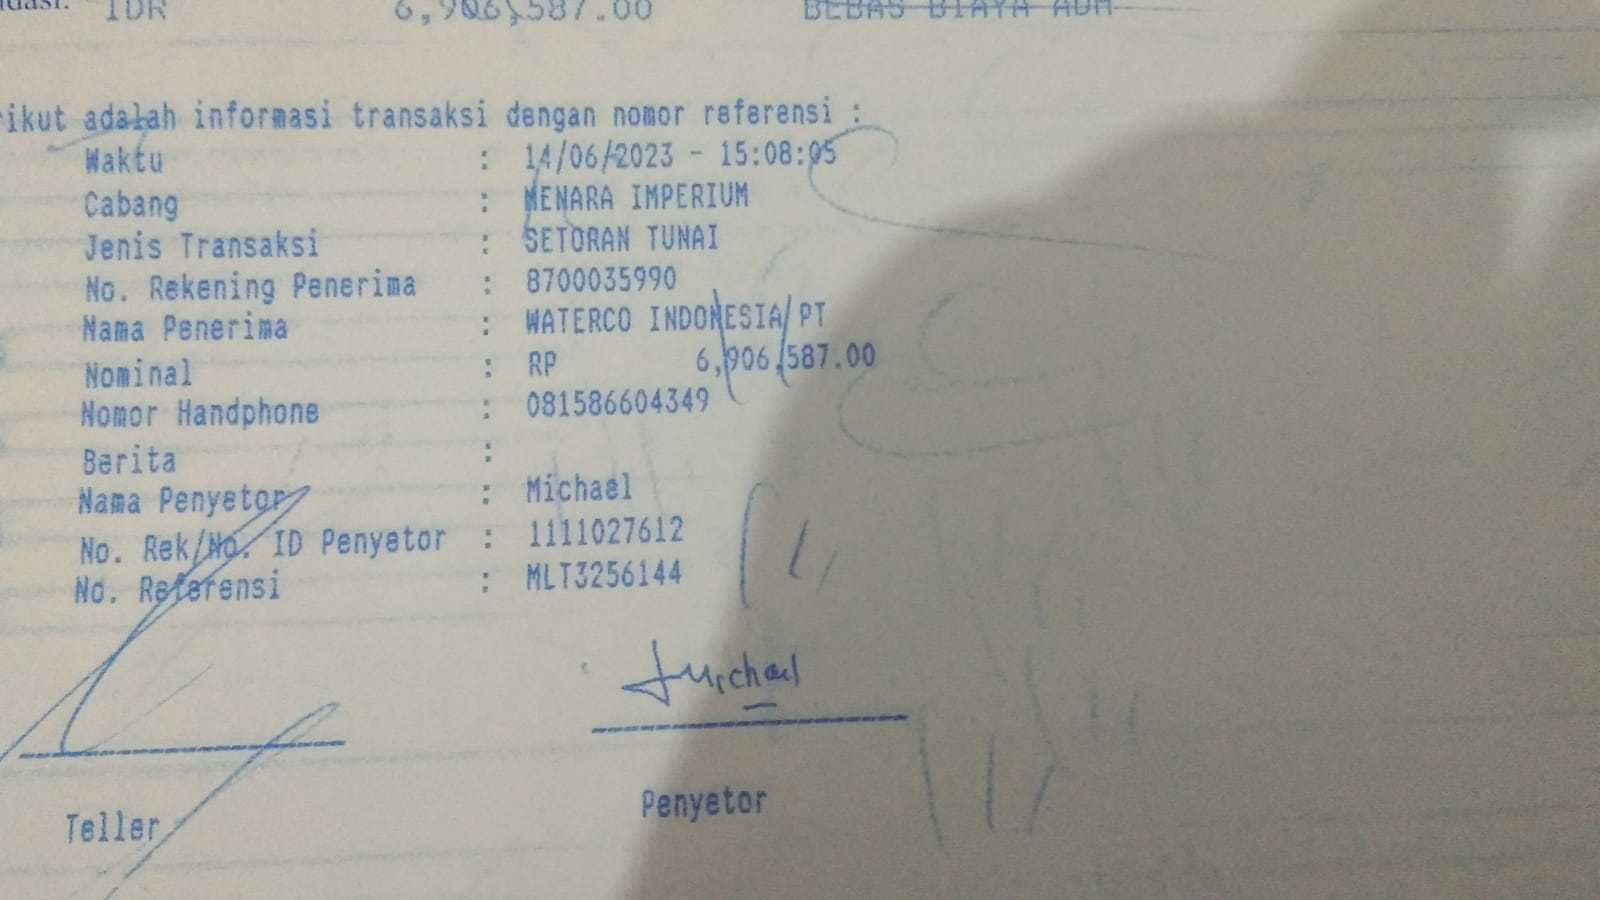 dasi: IDR 6,906,587.00 BEBAS BIAYA ADM
rikut adalah informasi transaksi dengan nomor referensi :
Waktu : 14/06/2023 - 15:08:05
Cabang : MENARA IMPERIUM
Jenis Transaksi : SETORAN TUNAI
No. Rekening Penerima : 8700035990
Nama Penerima : WATERCO INDONESIA PT
Nominal : RP 6,906,587.00
Nomor Handphone : 081586604349
Berita :
Nama Penyetor : Michael
No. Rek/No. ID Penyetor : 1111027612
No. Referensi : MLT3256144
Michael
Teller Penyetor